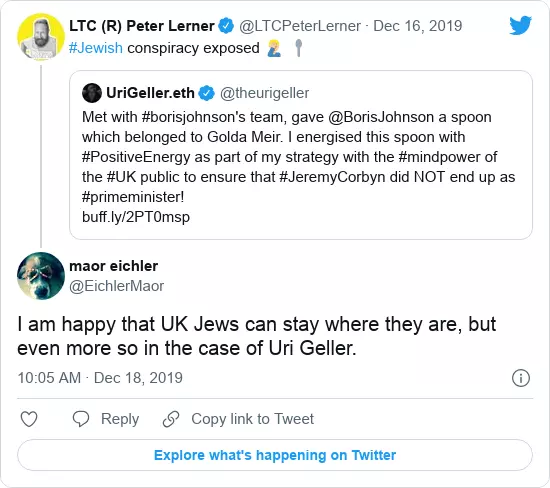 LTC (R) Peter Lerner @LTCPeterLerner · Dec 16, 2019
#Jewish conspiracy exposed 🤦🏼‍♂️ 🥄
UriGeller.eth @theurigeller
Met with #borisjohnson's team, gave @BorisJohnson a spoon
which belonged to Golda Meir. I energised this spoon with
#PositiveEnergy as part of my strategy with the #mindpower of
the #UK public to ensure that #JeremyCorbyn did NOT end up as
#primeminister!
buff.ly/2PT0msp
maor eichler
@EichlerMaor
I am happy that UK Jews can stay where they are, but
even more so in the case of Uri Geller.
10:05 AM · Dec 18, 2019
Reply Copy link to Tweet
Explore what's happening on Twitter